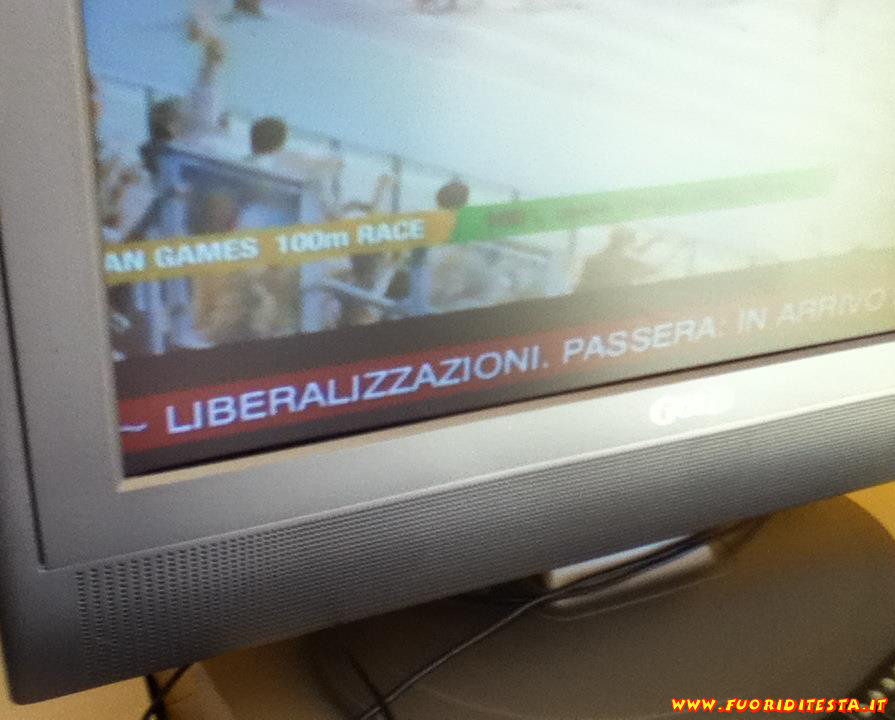 AN GAMES 100m RACE
~ LIBERALIZZAZIONI. PASSERA: IN ARRIVO
WWW.FUORIDITESTA.IT